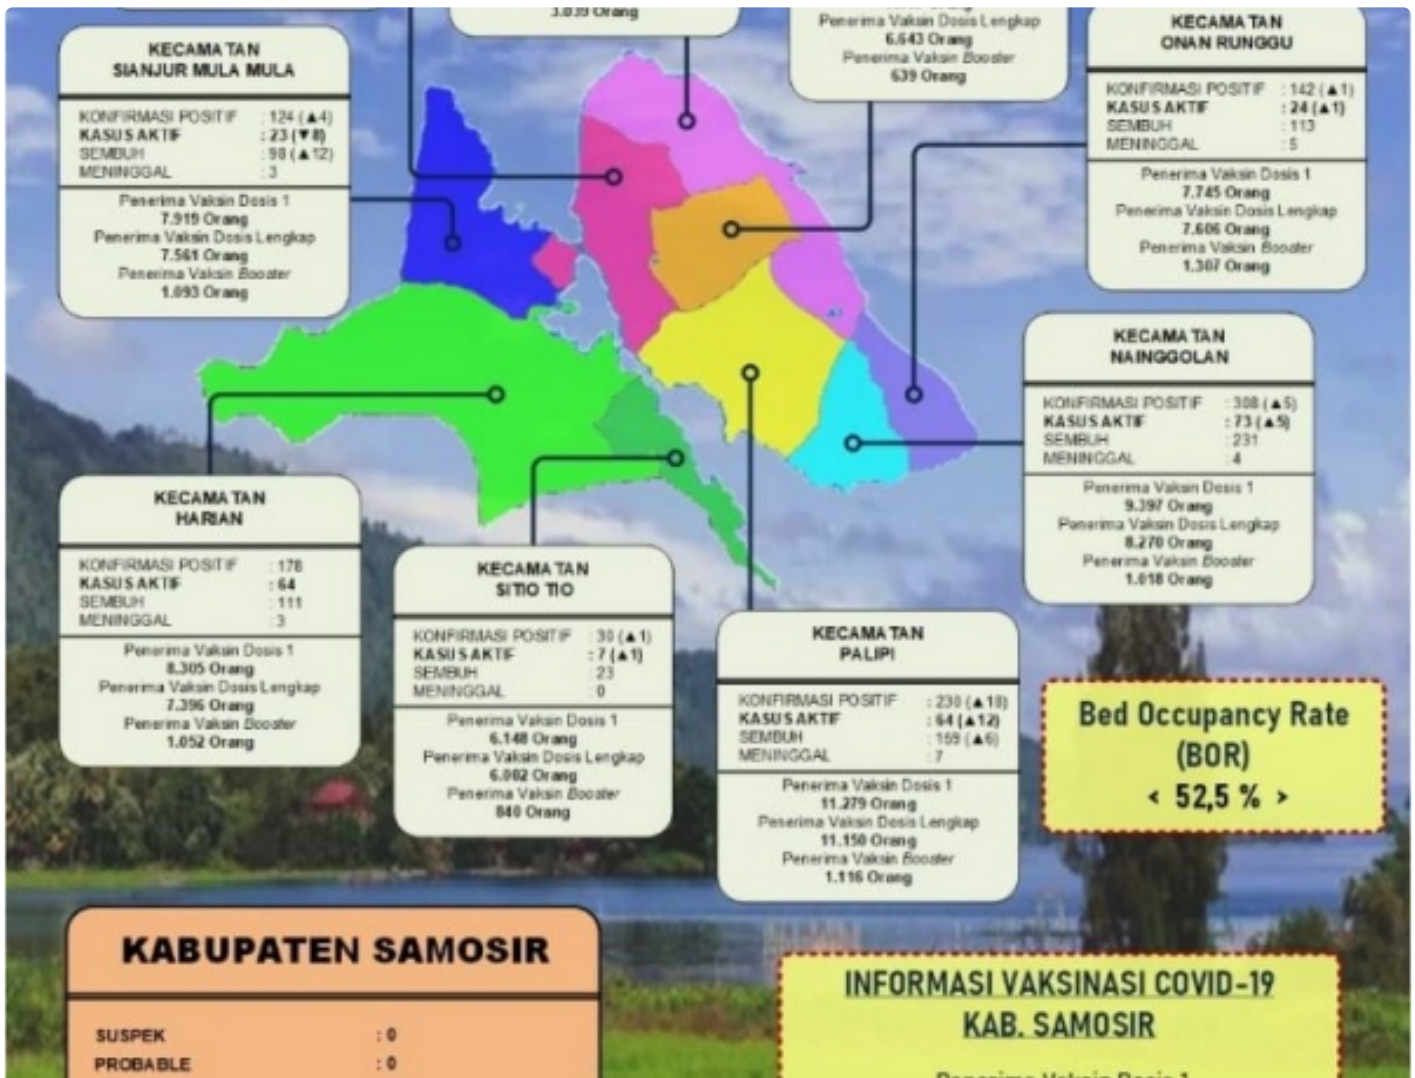 3.039 Orang
Penerima Vaksin Dosis Lengkap
6.643 Orang
Penerima Vaksin Booster
639 Orang
KECAMATAN
SIANJUR MULA MULA
KONFIRMASI POSITIF : 124 (▲4)
KASUS AKTIF : 23 (▼8)
SEMBUH : 98 (▲12)
MENINGGAL : 3
Penerima Vaksin Dosis 1
7.919 Orang
Penerima Vaksin Dosis Lengkap
7.561 Orang
Penerima Vaksin Booster
1.093 Orang
KECAMATAN
ONAN RUNGGU
KONFIRMASI POSITIF : 142 (▲1)
KASUS AKTIF : 24 (▲1)
SEMBUH : 113
MENINGGAL : 5
Penerima Vaksin Dosis 1
7.745 Orang
Penerima Vaksin Dosis Lengkap
7.606 Orang
Penerima Vaksin Booster
1.307 Orang
KECAMATAN
NAINGGOLAN
KONFIRMASI POSITIF : 308 (▲5)
KASUS AKTIF : 73 (▲5)
SEMBUH : 231
MENINGGAL : 4
Penerima Vaksin Dosis 1
9.397 Orang
Penerima Vaksin Dosis Lengkap
8.270 Orang
Penerima Vaksin Booster
1.018 Orang
KECAMATAN
HARIAN
KONFIRMASI POSITIF : 178
KASUS AKTIF : 64
SEMBUH : 111
MENINGGAL : 3
Penerima Vaksin Dosis 1
8.305 Orang
Penerima Vaksin Dosis Lengkap
7.396 Orang
Penerima Vaksin Booster
1.052 Orang
KECAMATAN
SITIO TIO
KONFIRMASI POSITIF : 30 (▲1)
KASUS AKTIF : 7 (▲1)
SEMBUH : 23
MENINGGAL : 0
Penerima Vaksin Dosis 1
6.148 Orang
Penerima Vaksin Dosis Lengkap
6.002 Orang
Penerima Vaksin Booster
840 Orang
KECAMATAN
PALIPI
KONFIRMASI POSITIF : 230 (▲18)
KASUS AKTIF : 64 (▲12)
SEMBUH : 159 (▲6)
MENINGGAL : 7
Penerima Vaksin Dosis 1
11.279 Orang
Penerima Vaksin Dosis Lengkap
11.150 Orang
Penerima Vaksin Booster
1.116 Orang
Bed Occupancy Rate
(BOR)
< 52,5 % >
KABUPATEN SAMOSIR
SUSPEK : 0
PROBABLE : 0
INFORMASI VAKSINASI COVID-19
KAB. SAMOSIR
Penerima Vaksin Dosis 1